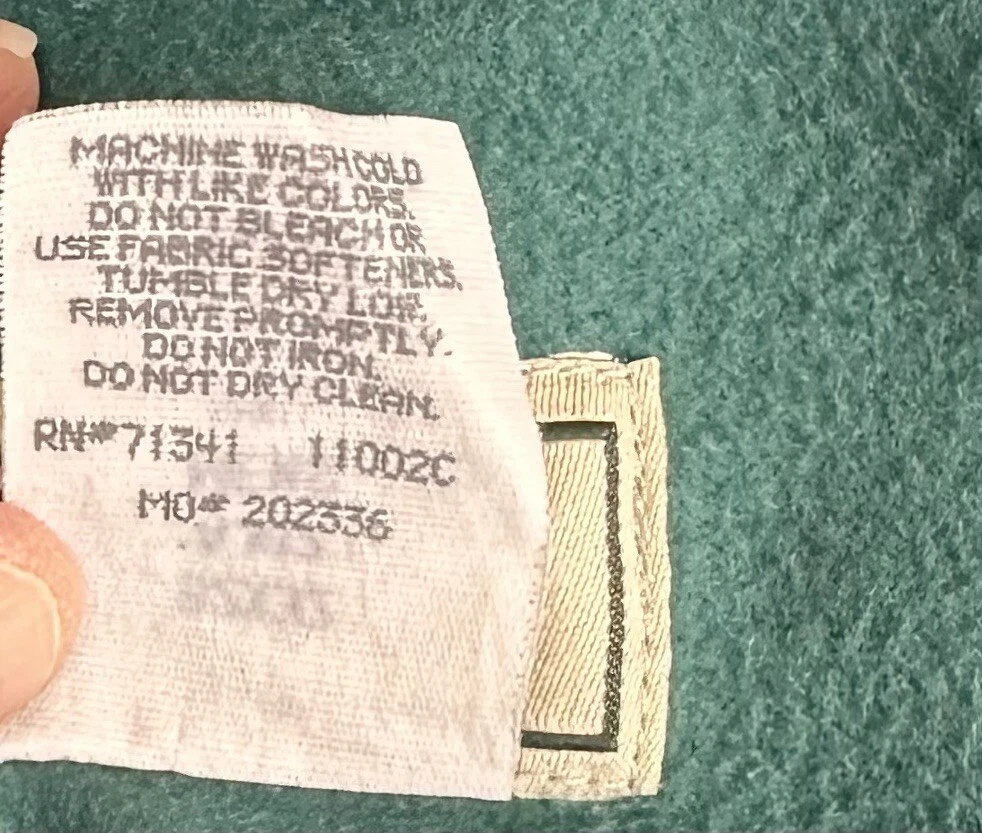 MACHINE WASH COLD
WITH LIKE COLORS.
DO NOT BLEACH OR
USE FABRIC SOFTENERS.
TUMBLE DRY LOW.
REMOVE PROMPTLY.
DO NOT IRON.
DO NOT DRY CLEAN.
RN# 71341 11002C
MO# 202336